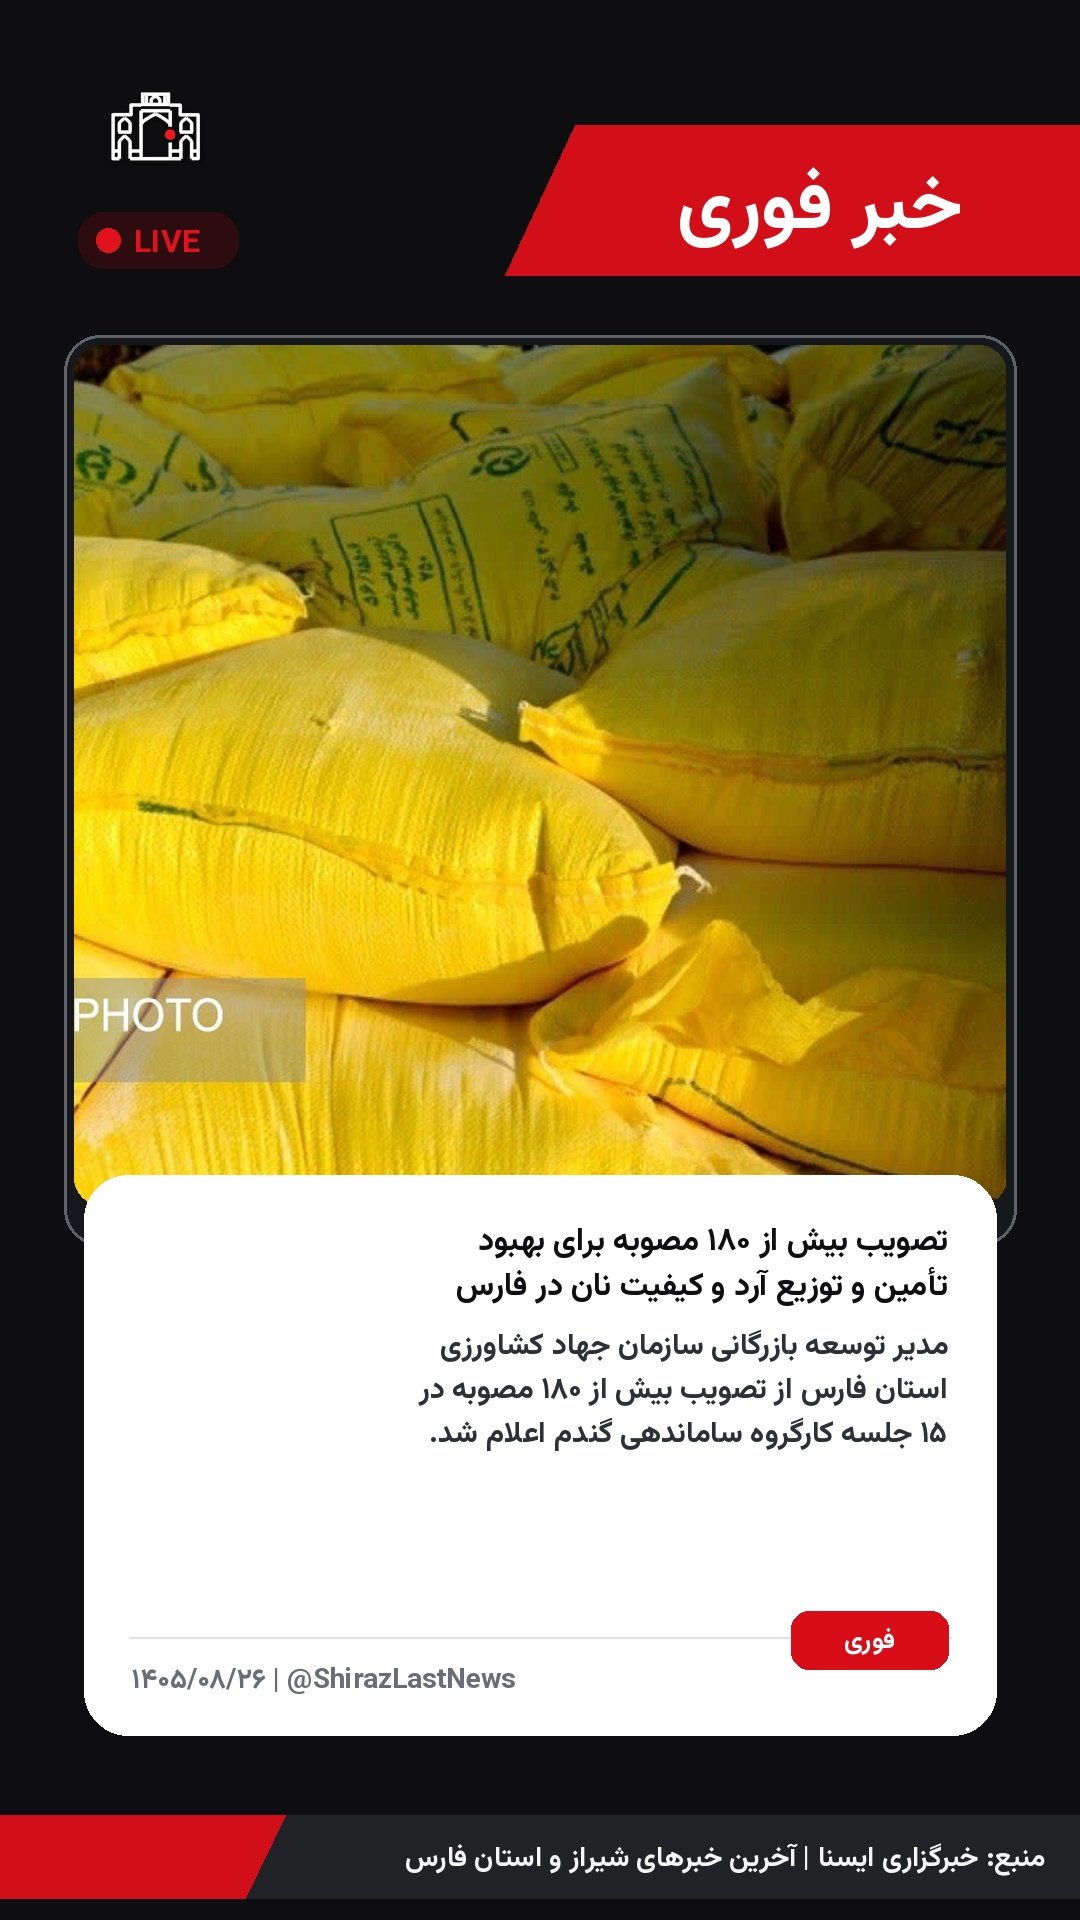 خبر فوری
LIVE
PHOTO
تصویب بیش از ۱۸۰ مصوبه برای بهبود
تأمین و توزیع آرد و کیفیت نان در فارس
مدیر توسعه بازرگانی سازمان جهاد کشاورزی
استان فارس از تصویب بیش از ۱۸۰ مصوبه در
۱۵ جلسه کارگروه ساماندهی گندم اعلام شد.
فوری
۱۴۰۵/۰۸/۲۶ | @ShirazLastNews
منبع: خبرگزاری ایسنا | آخرین خبرهای شیراز و استان فارس